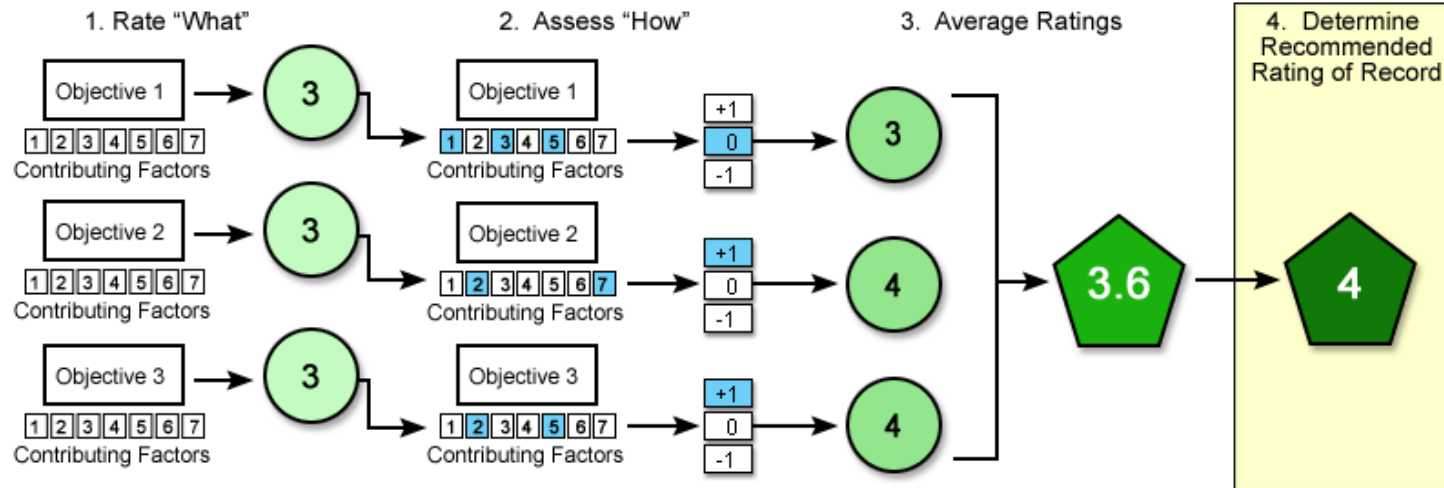 1. Rate “What”
2. Assess “How”
3. Average Ratings
4. Determine
Recommended
Rating of Record
Objective 1
3
1 2 3 4 5 6 7
Contributing Factors
Objective 1
1 2 3 4 5 6 7
Contributing Factors
+1
0
-1
3
Objective 2
3
1 2 3 4 5 6 7
Contributing Factors
Objective 2
1 2 3 4 5 6 7
Contributing Factors
+1
0
-1
4
Objective 3
3
1 2 3 4 5 6 7
Contributing Factors
Objective 3
1 2 3 4 5 6 7
Contributing Factors
+1
0
-1
4
3.6
4